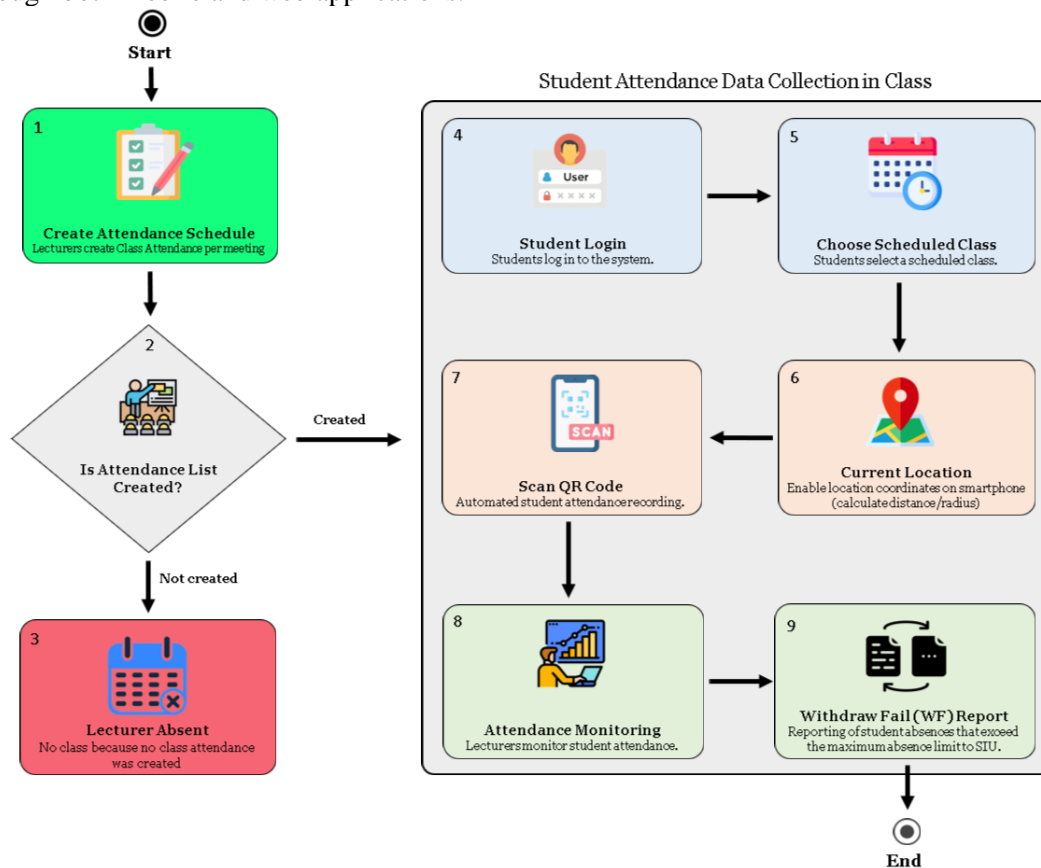 Start
1
Create Attendance Schedule
Lecturers create Class Attendance per meeting
2
Is Attendance List
Created?
Created
Not created
3
Lecturer Absent
No class because no class attendance
was created
Student Attendance Data Collection in Class
4
User
××××
Student Login
Students log in to the system.
5
Choose Scheduled Class
Students select a scheduled class.
6
Current Location
Enable location coordinates on smartphone
(calculate distance/radius)
7
SCAN
Scan QR Code
Automated student attendance recording.
8
Attendance Monitoring
Lecturers monitor student attendance.
9
Withdraw Fail (WF) Report
Reporting of student absences that exceed
the maximum absence limit to SIU.
End